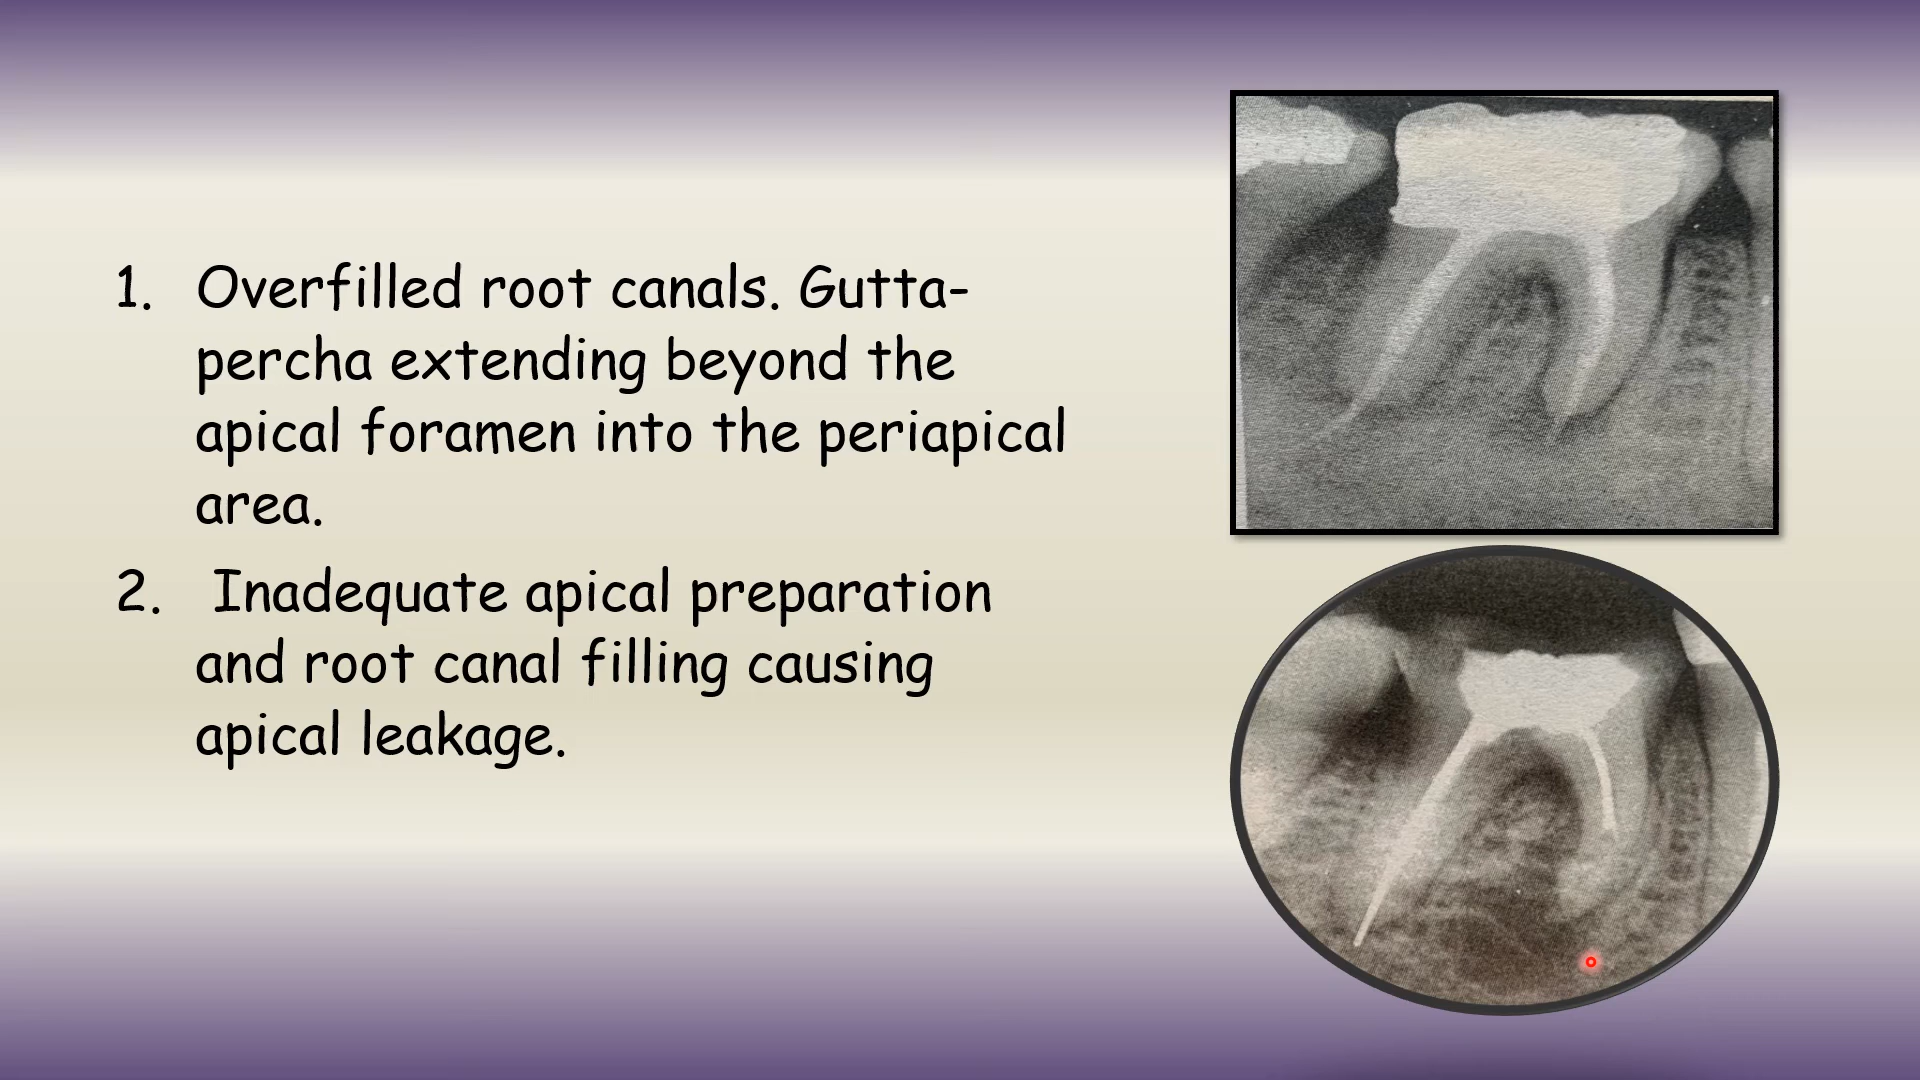 1. Overfilled root canals. Gutta-
percha extending beyond the
apical foramen into the periapical
area.
2. Inadequate apical preparation
and root canal filling causing
apical leakage.